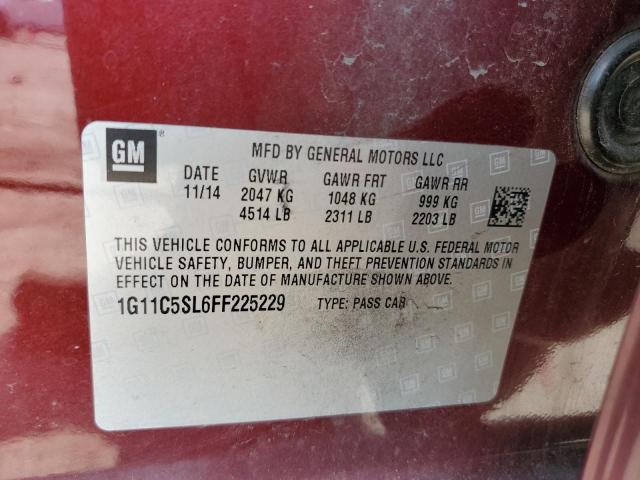 GM ®
MFD BY GENERAL MOTORS LLC
DATE GVWR GAWR FRT GAWR RR
11/14 2047 KG 1048 KG 999 KG
4514 LB 2311 LB 2203 LB
THIS VEHICLE CONFORMS TO ALL APPLICABLE U.S. FEDERAL MOTOR
VEHICLE SAFETY, BUMPER, AND THEFT PREVENTION STANDARDS IN
EFFECT ON THE DATE OF MANUFACTURE SHOWN ABOVE.
1G11C5SL6FF225229 TYPE: PASS CAR